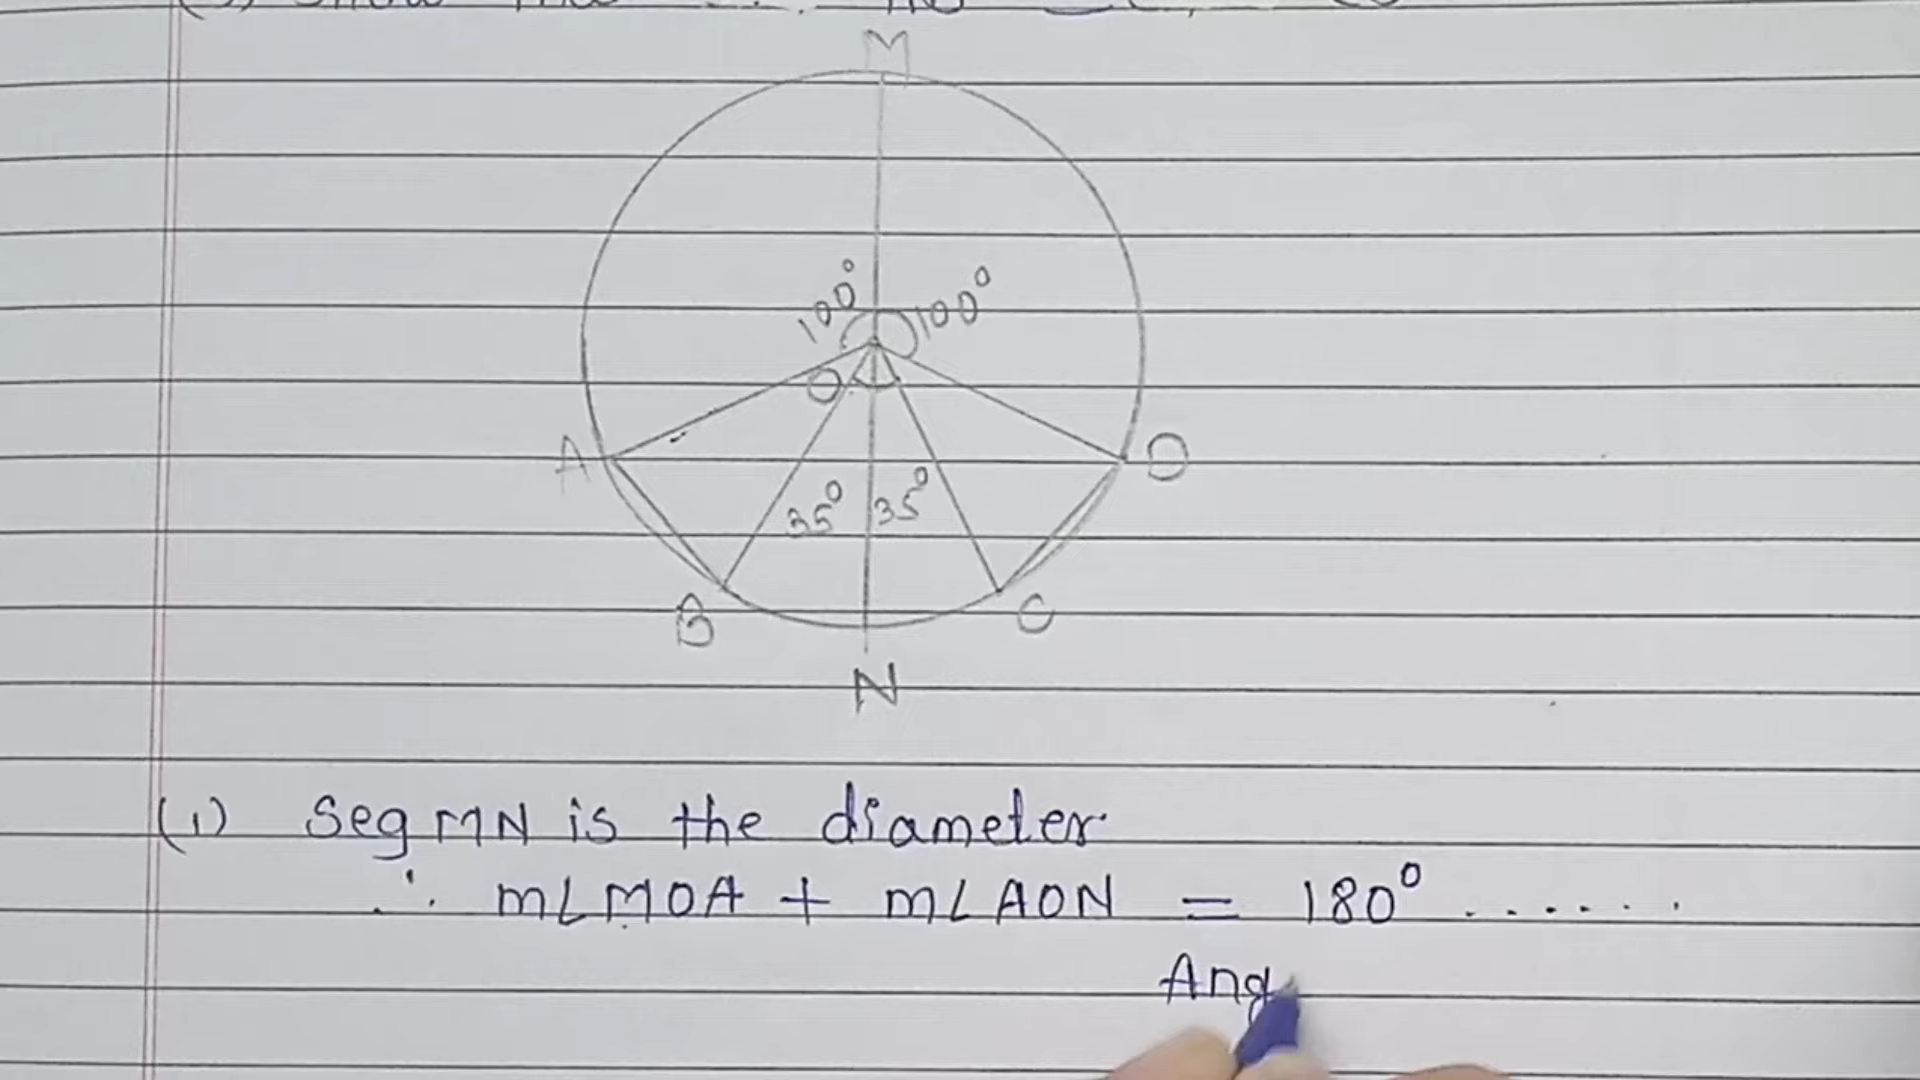 M
100° 100°
O
A D
35° 35°
B C
N
(1) Seg MN is the diameter
∴ m∠MOA + m∠AON = 180° ......
Ang